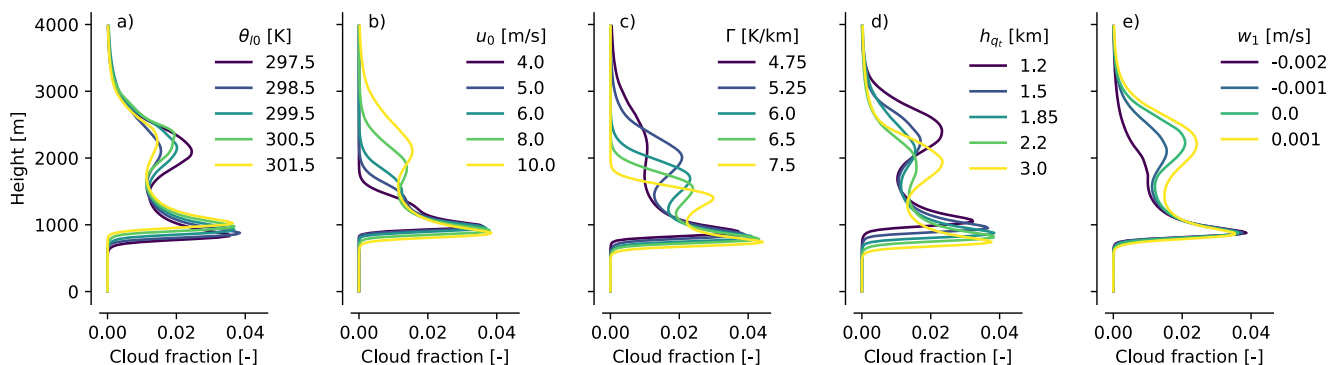 a)
θ_{l0} [K]
297.5
298.5
299.5
300.5
301.5
4000
3000
2000
1000
0
Height [m]
0.00 0.02 0.04
Cloud fraction [-]
b)
u_0 [m/s]
4.0
5.0
6.0
8.0
10.0
0.00 0.02 0.04
Cloud fraction [-]
c)
Γ [K/km]
4.75
5.25
6.0
6.5
7.5
0.00 0.02 0.04
Cloud fraction [-]
d)
h_{q_t} [km]
1.2
1.5
1.85
2.2
3.0
0.00 0.02 0.04
Cloud fraction [-]
e)
w_1 [m/s]
-0.002
-0.001
0.0
0.001
0.00 0.02 0.04
Cloud fraction [-]